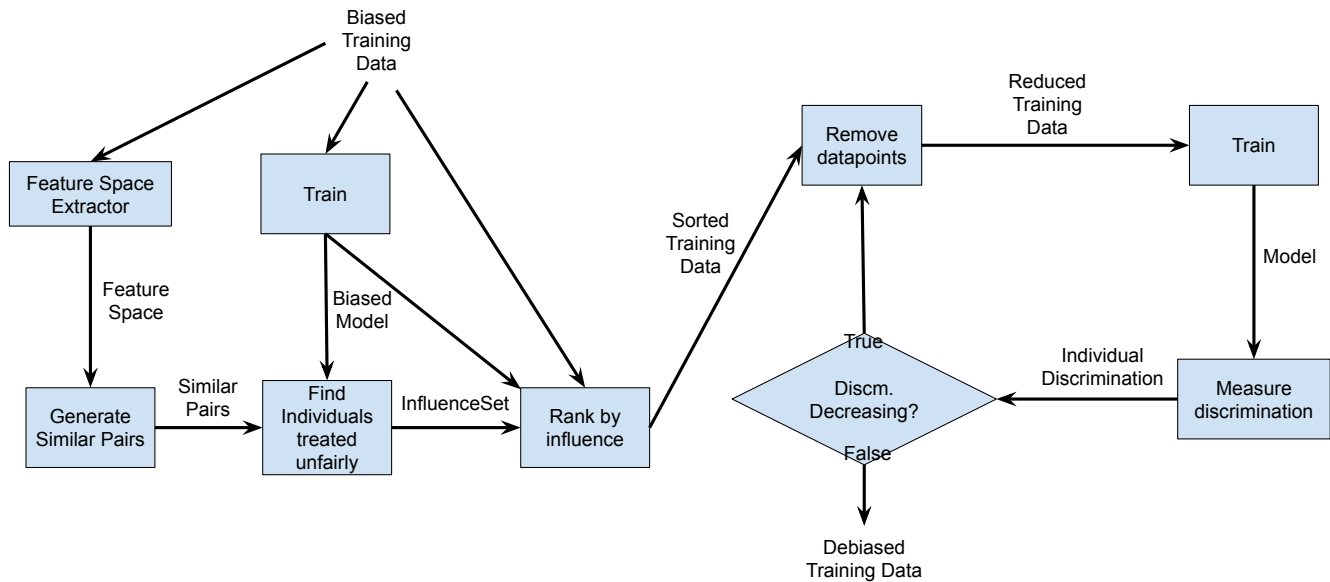 Biased
Training
Data
Feature Space
Extractor
Train
Feature
Space
Biased
Model
Generate
Similar Pairs
Similar
Pairs
Find
Individuals
treated
unfairly
InfluenceSet
Rank by
influence
Sorted
Training
Data
Remove
datapoints
Reduced
Training
Data
Train
Model
Measure
discrimination
Individual
Discrimination
True
Discm.
Decreasing?
False
Debiased
Training Data